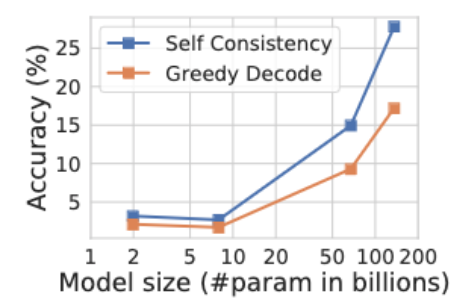 Accuracy (%)
25
20
15
10
5
Self Consistency
Greedy Decode
1 2 5 10 20 50 100 200
Model size (#param in billions)